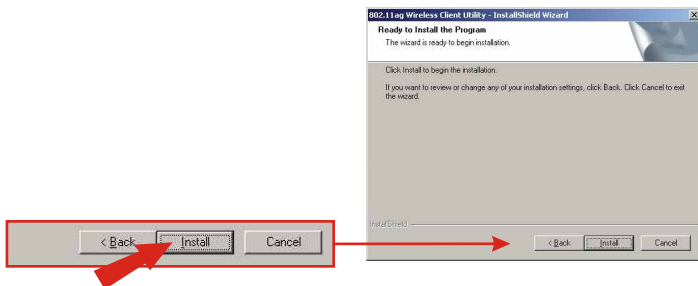 802.11ag Wireless Client Utility - InstallShield Wizard
Ready to Install the Program
The wizard is ready to begin installation.
Click Install to begin the installation.
If you want to review or change any of your installation settings, click Back. Click Cancel to exit
the wizard.
InstallShield
< Back Install Cancel
< Back Install Cancel